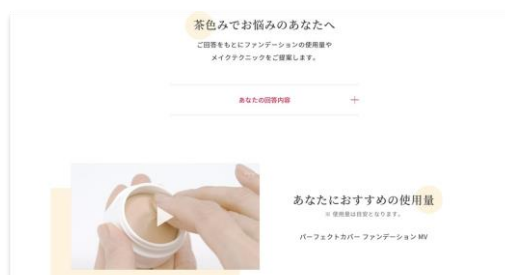 茶色みでお悩みのあなたへ
ご回答をもとにファンデーションの使用量や
メイクテクニックをご提案します。
あなたの回答内容
あなたにおすすめの使用量
※ 使用量は目安となります。
パーフェクトカバー ファンデーション MV